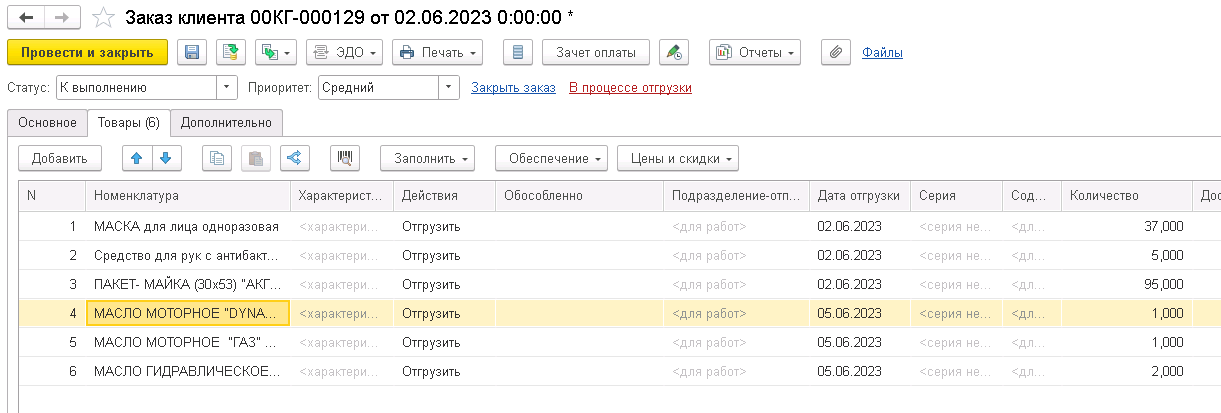 Заказ клиента 00КГ-000129 от 02.06.2023 0:00:00 *
Провести и закрыть ЭДО Печать Зачет оплаты Отчеты Файлы
Статус: К выполнению Приоритет: Средний Закрыть заказ В процессе отгрузки
Основное Товары (6) Дополнительно
Добавить Заполнить Обеспечение Цены и скидки
N Номенклатура Характерист... Действия Обособленно Подразделение-отп... Дата отгрузки Серия Сод... Количество Дос
1 МАСКА для лица одноразовая <характери... Отгрузить <для работ> 02.06.2023 <серия не... <дл... 37,000
2 Средство для рук с антибакт... <характери... Отгрузить <для работ> 02.06.2023 <серия не... <дл... 5,000
3 ПАКЕТ- МАЙКА (30х53) "АКГ... <характери... Отгрузить <для работ> 02.06.2023 <серия не... <дл... 95,000
4 МАСЛО МОТОРНОЕ "DYNA... <характери... Отгрузить <для работ> 05.06.2023 <серия не... <дл... 1,000
5 МАСЛО МОТОРНОЕ "ГАЗ" ... <характери... Отгрузить <для работ> 05.06.2023 <серия не... <дл... 1,000
6 МАСЛО ГИДРАВЛИЧЕСКОЕ... <характери... Отгрузить <для работ> 05.06.2023 <серия не... <дл... 2,000